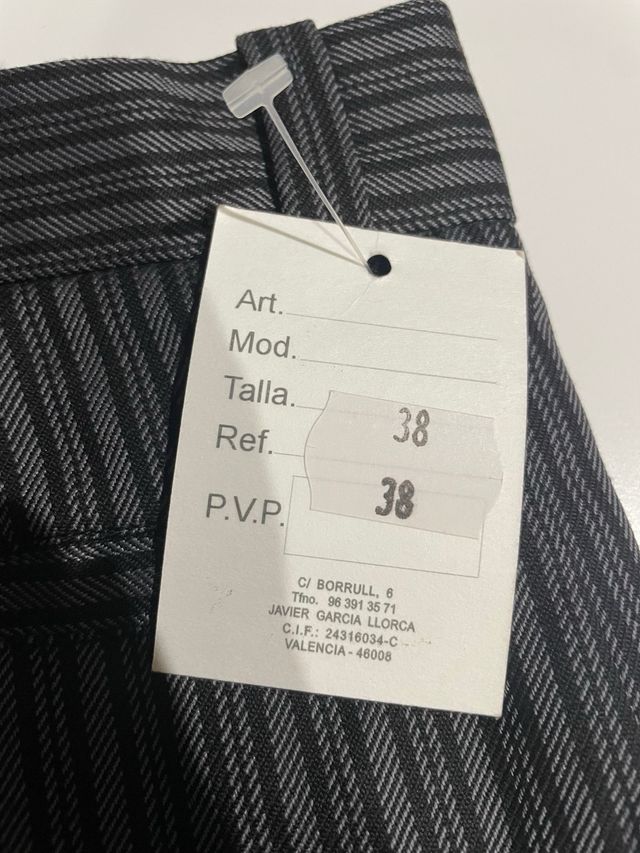 Art.
Mod.
Talla.
38
Ref.
P.V.P.
38
C/ BORRULL, 6
Tfno. 96 391 35 71
JAVIER GARCIA LLORCA
C.I.F.: 24316034-C
VALENCIA - 46008